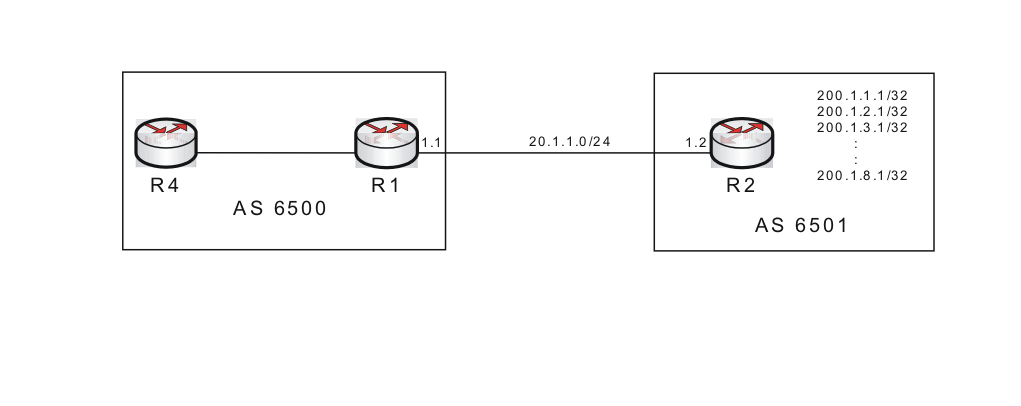 200.1.1.1/32
200.1.2.1/32
200.1.3.1/32
:
:
200.1.8.1/32
1.1
20.1.1.0/24
1.2
R4
R1
R2
AS 6500
AS 6501